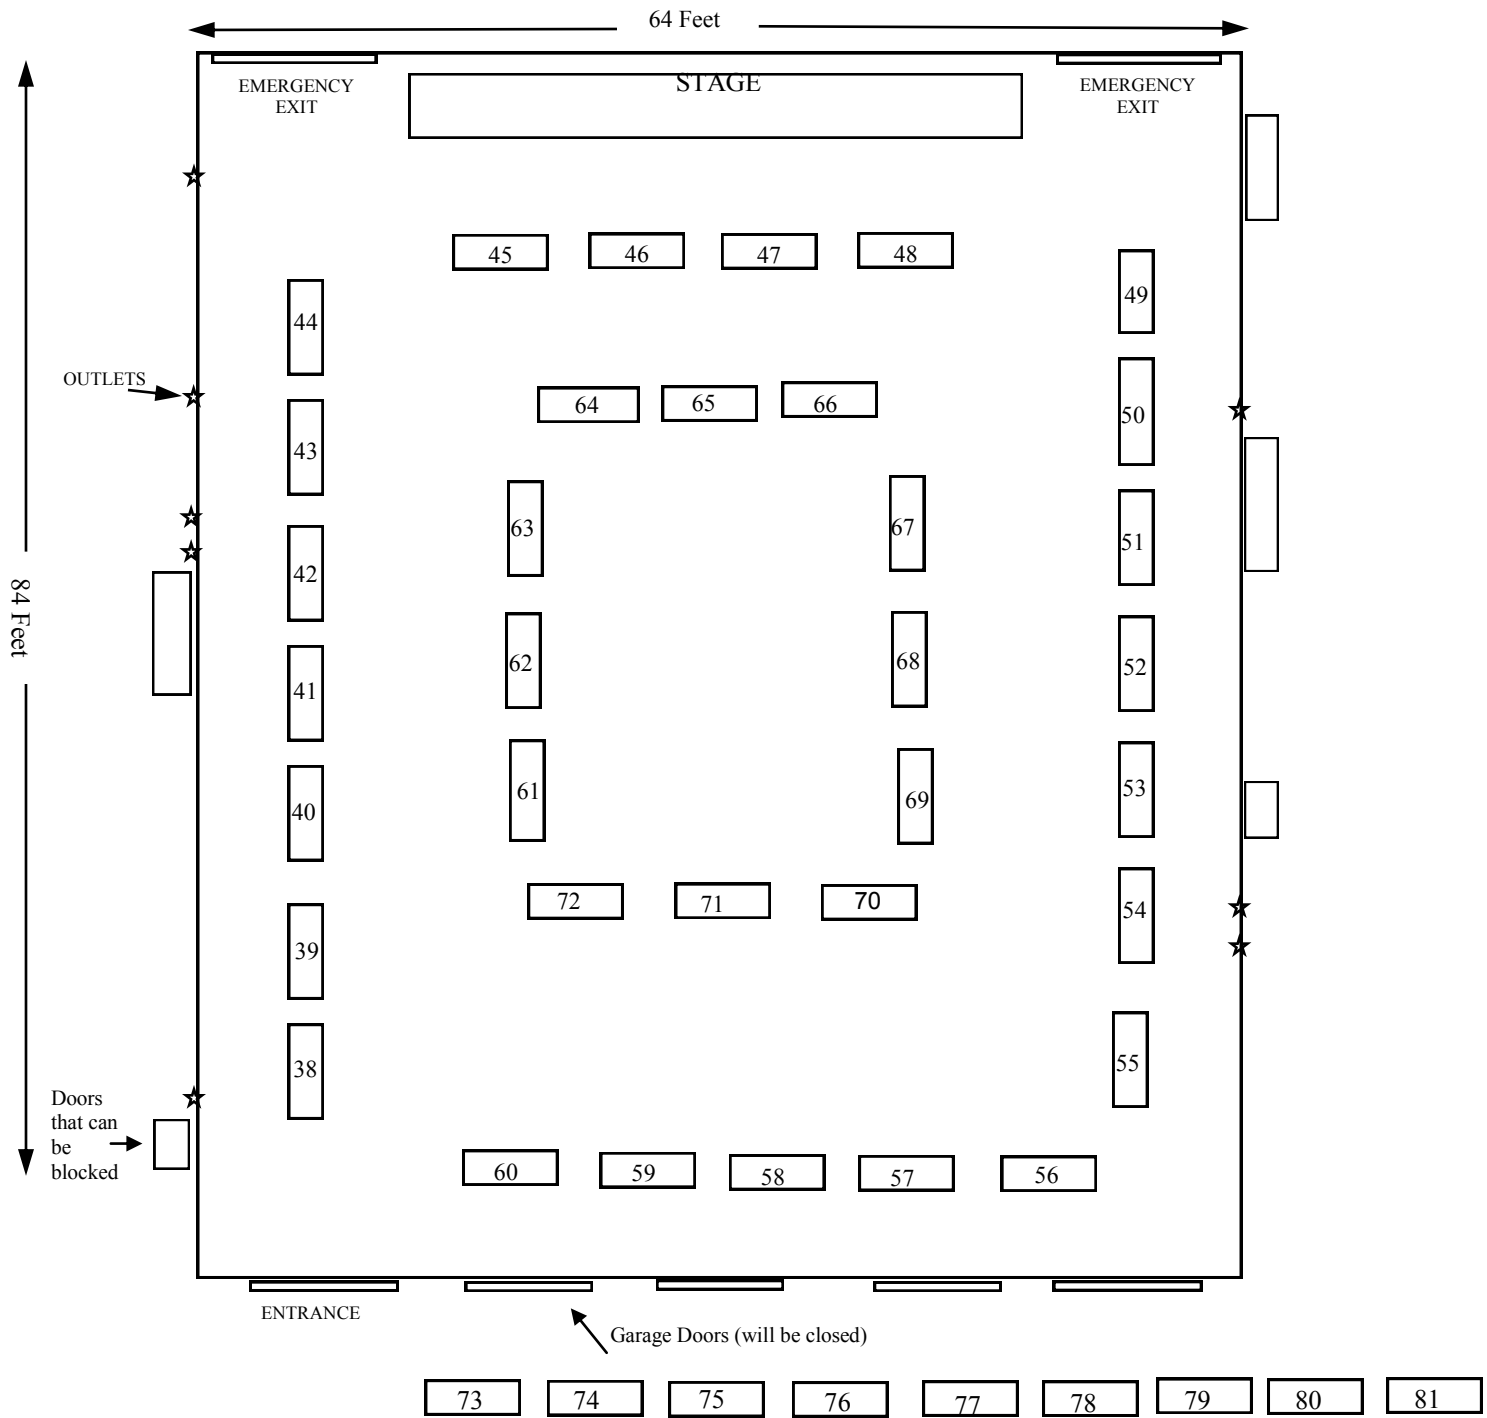 64 Feet
EMERGENCY
EXIT
STAGE
EMERGENCY
EXIT
45 46 47 48
49
44
OUTLETS
64 65 66
50
43
63 67
51
42
84 Feet
62 68
52
41
61 69
53
40
72 71 70
54
39
55
38
Doors
that can
be
blocked
60 59 58 57 56
ENTRANCE
Garage Doors (will be closed)
73 74 75 76 77 78 79 80 81